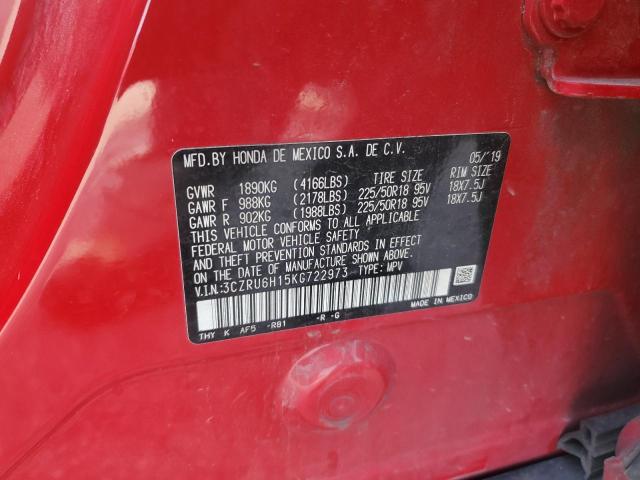 MFD.BY HONDA DE MEXICO S.A. DE C.V. 05/'19
GVWR 1890KG (4166LBS) TIRE SIZE RIM SIZE
GAWR F 988KG (2178LBS) 225/50R18 95V 18X7.5J
GAWR R 902KG (1988LBS) 225/50R18 95V 18X7.5J
THIS VEHICLE CONFORMS TO ALL APPLICABLE
FEDERAL MOTOR VEHICLE SAFETY
AND THEFT PREVENTION STANDARDS IN EFFECT
ON THE DATE OF MANUFACTURE SHOWN ABOVE.
V.I.N:3CZRU6H15KG722973 TYPE: MPV
THY K AF5 -R81 -R -G MADE IN MEXICO